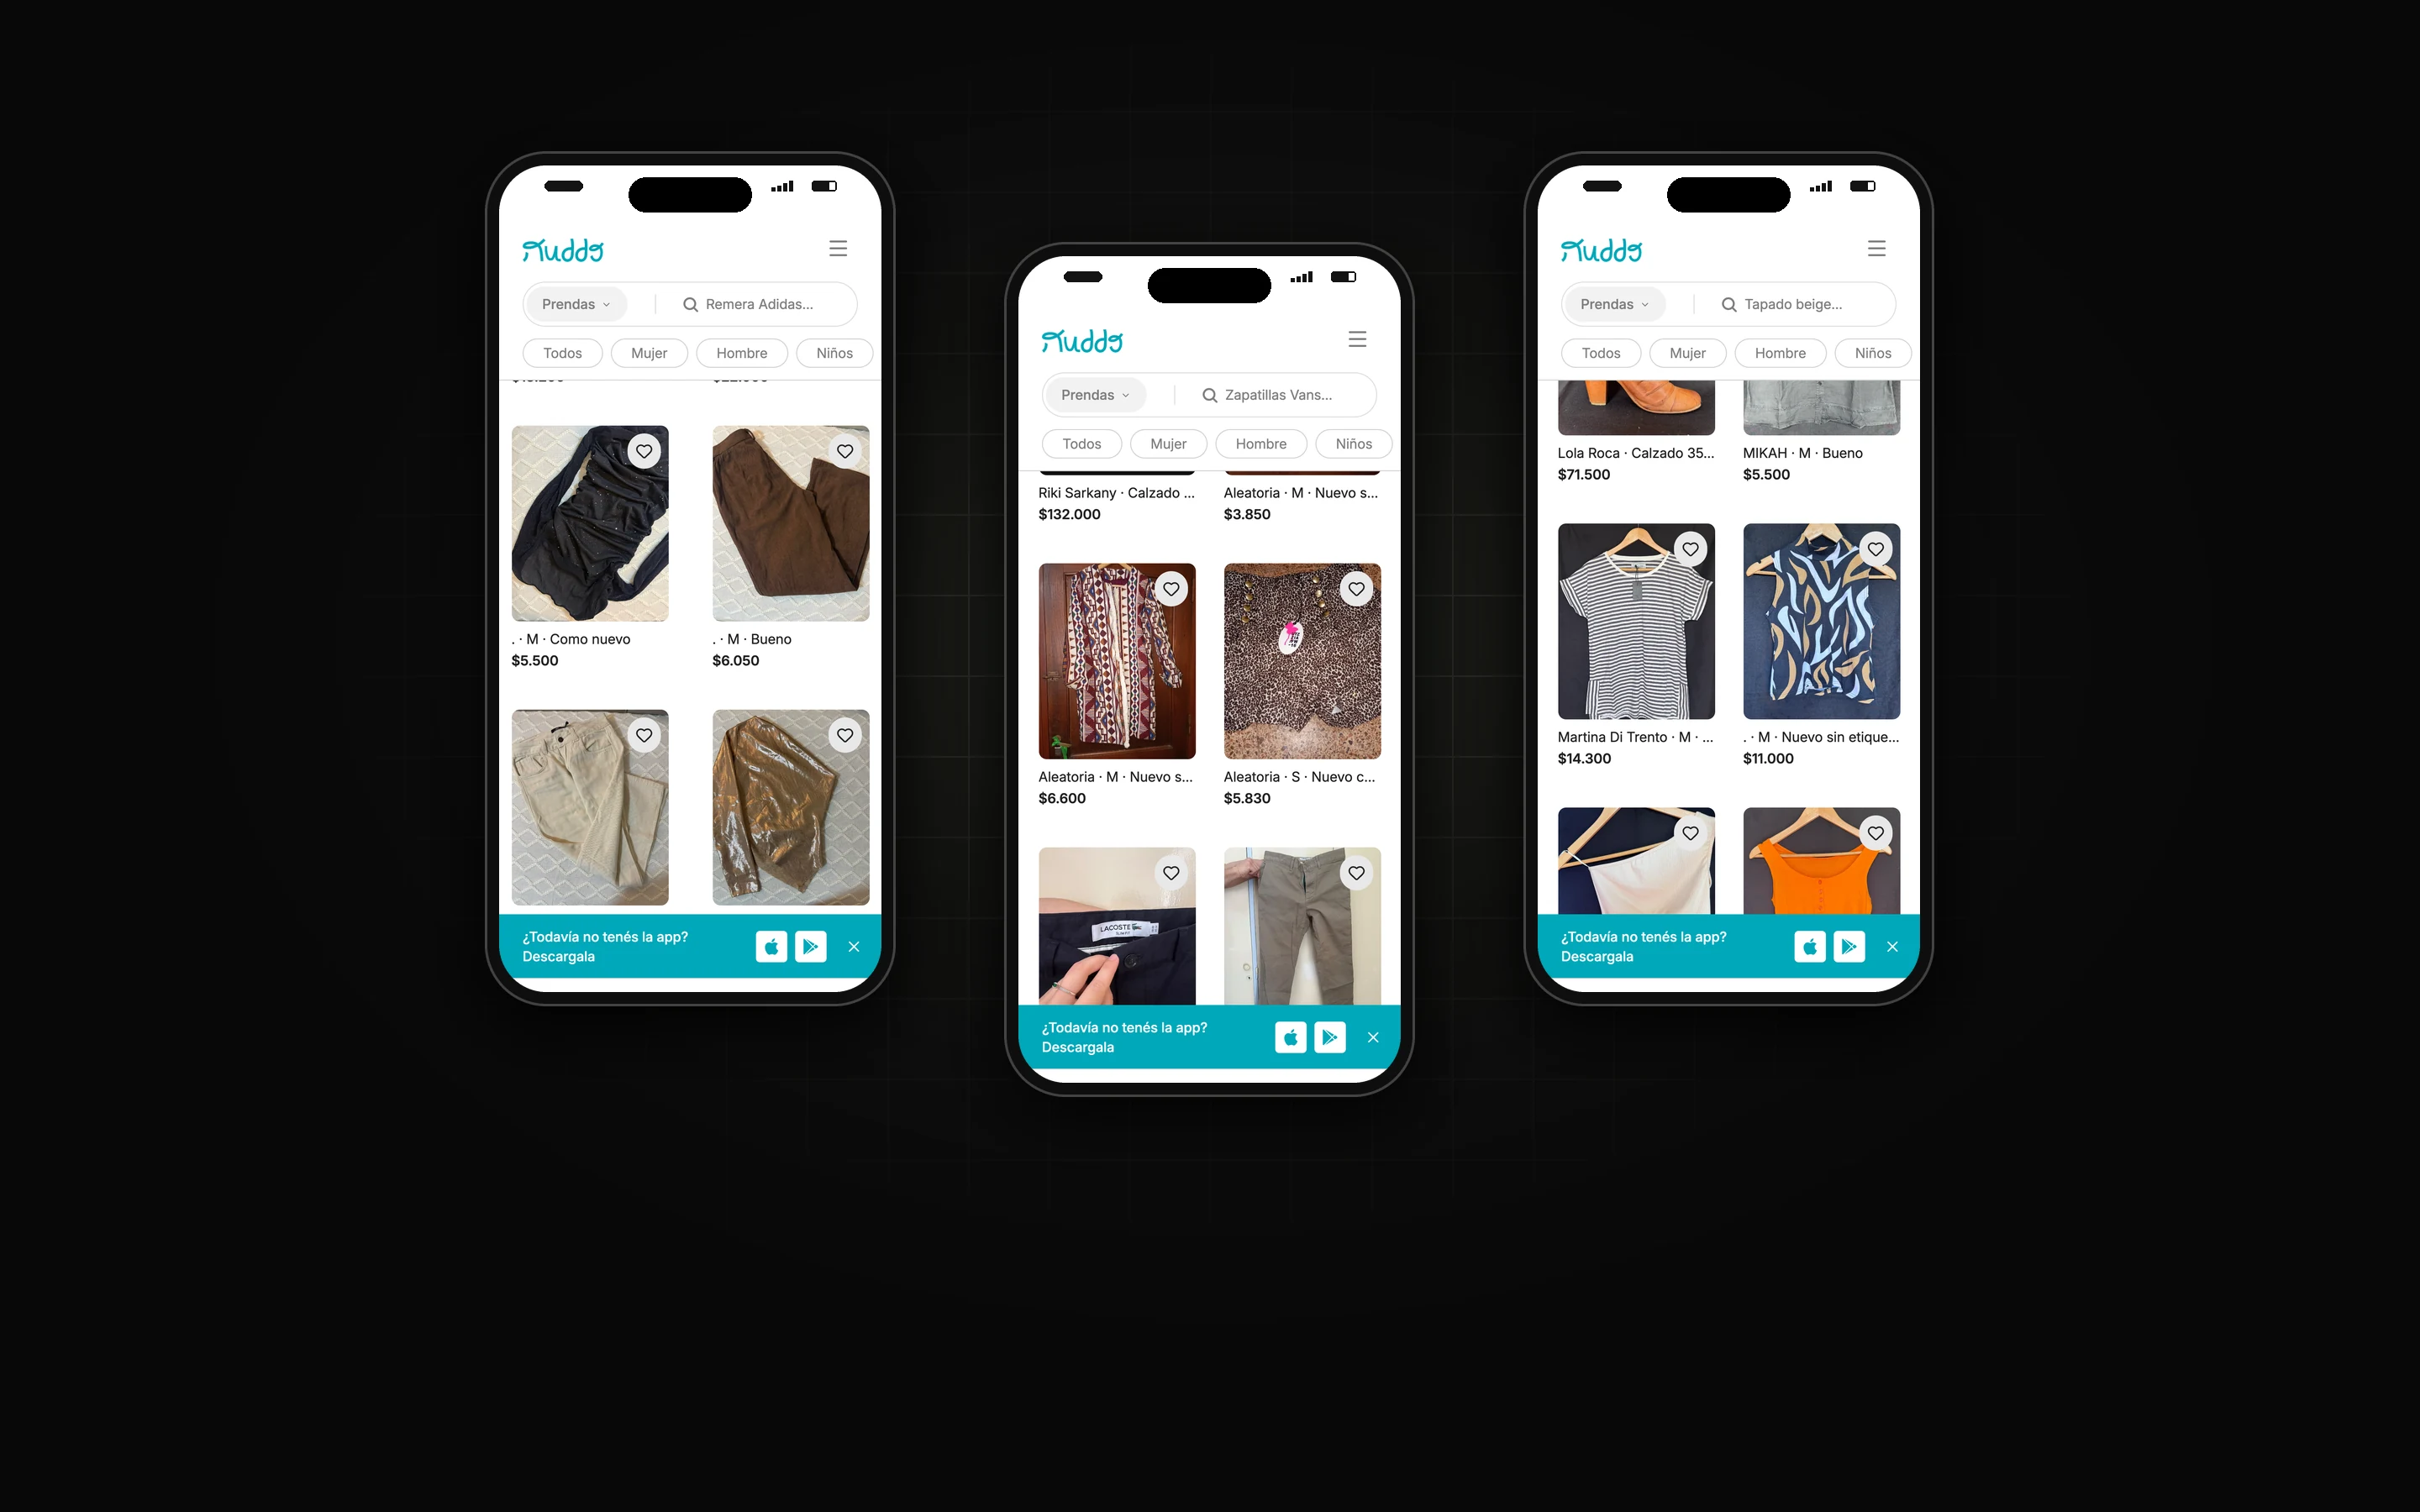 Ruddy
Prendas
Remera Adidas...
Todos
Mujer
Hombre
Niños
. · M · Como nuevo
$5.500
. · M · Bueno
$6.050
¿Todavía no tenés la app?
Descargala
Ruddy
Prendas
Zapatillas Vans...
Todos
Mujer
Hombre
Niños
Riki Sarkany · Calzado ...
$132.000
Aleatoria · M · Nuevo s...
$3.850
Aleatoria · M · Nuevo s...
$6.600
Aleatoria · S · Nuevo c...
$5.830
LACOSTE
¿Todavía no tenés la app?
Descargala
Ruddy
Prendas
Tapado beige...
Todos
Mujer
Hombre
Niños
Lola Roca · Calzado 35...
$71.500
MIKAH · M · Bueno
$5.500
Martina Di Trento · M · ...
$14.300
. · M · Nuevo sin etique...
$11.000
¿Todavía no tenés la app?
Descargala